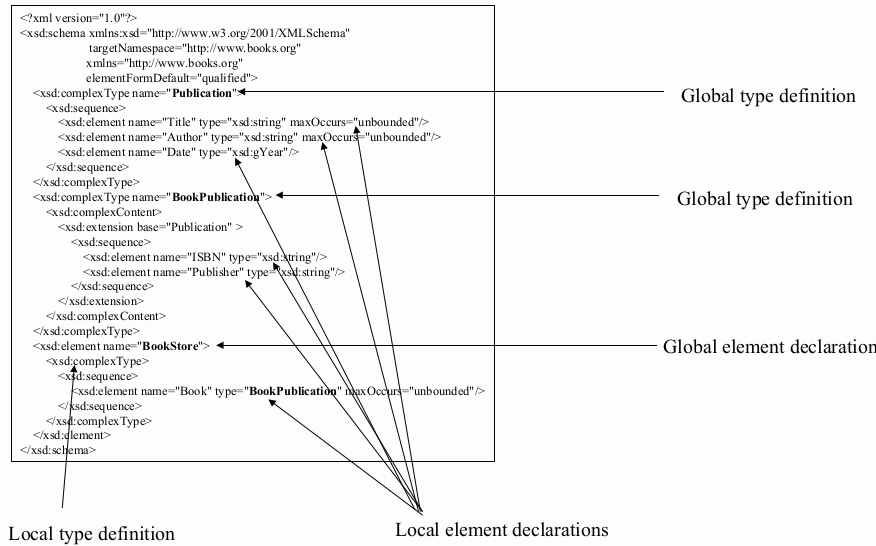 <?xml version="1.0"?>
<xsd:schema xmlns:xsd="http://www.w3.org/2001/XMLSchema"
targetNamespace="http://www.books.org"
xmlns="http://www.books.org"
elementFormDefault="qualified">
<xsd:complexType name="Publication">
Global type definition
<xsd:sequence>
<xsd:element name="Title" type="xsd:string" maxOccurs="unbounded"/>
<xsd:element name="Author" type="xsd:string" maxOccurs="unbounded"/>
<xsd:element name="Date" type="xsd:gYear"/>
</xsd:sequence>
</xsd:complexType>
<xsd:complexType name="BookPublication">
Global type definition
<xsd:complexContent>
<xsd:extension base="Publication" >
<xsd:sequence>
<xsd:element name="ISBN" type="xsd:string"/>
<xsd:element name="Publisher" type="xsd:string"/>
</xsd:sequence>
</xsd:extension>
</xsd:complexContent>
</xsd:complexType>
<xsd:element name="BookStore">
Global element declaration
<xsd:complexType>
<xsd:sequence>
<xsd:element name="Book" type="BookPublication" maxOccurs="unbounded"/>
</xsd:sequence>
</xsd:complexType>
</xsd:element>
</xsd:schema>
Local type definition
Local element declarations